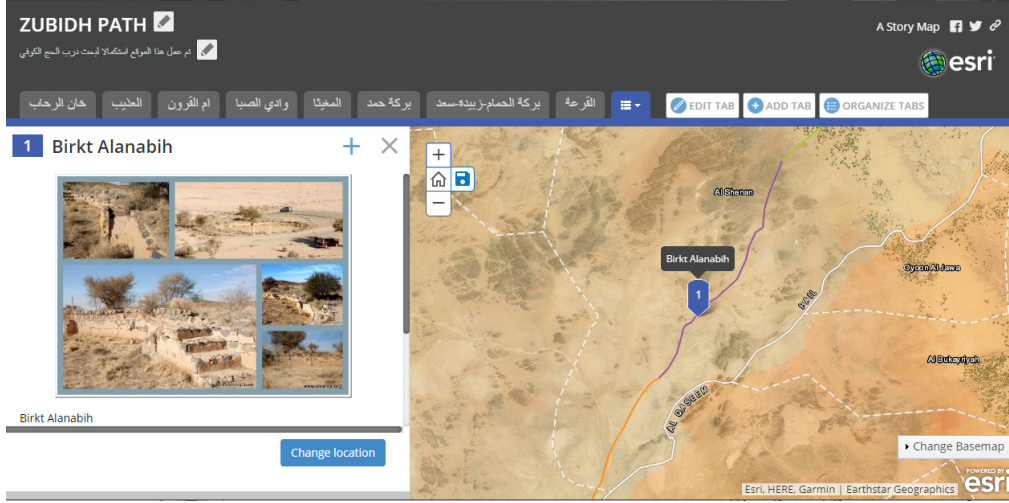 ZUBIDH PATH
A Story Map
تم عمل هذا الموقع استكمالا لبحث درب الحج الكوفي
esri
خان الرحاب
العذيب
ام القرون
وادي الصبا
المغيثا
بركة حمد
بركة الحمام-زبيدة-سعد
القرعة
EDIT TAB
ADD TAB
ORGANIZE TABS
1 Birkt Alanabih
Birkt Alanabih
Change location
Al Shenan
Birkt Alanabih
1
Oyoon Al Jawa
RAIL
Al Bukayriyah
AL QASEEM
Change Basemap
POWERED BY
esri
Esri, HERE, Garmin | Earthstar Geographics